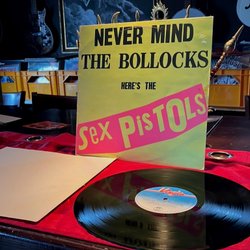 NEVER MIND
THE BOLLOCKS
HERE'S THE
Sex PISTOLS